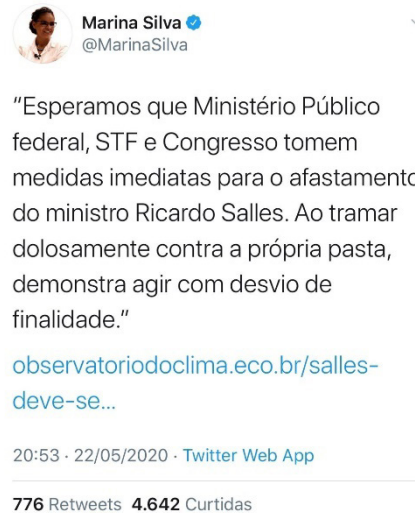 Marina Silva
@MarinaSilva
"Esperamos que Ministério Público
federal, STF e Congresso tomem
medidas imediatas para o afastamento
do ministro Ricardo Salles. Ao tramar
dolosamente contra a própria pasta,
demonstra agir com desvio de
finalidade."
observatoriodoclima.eco.br/salles-
deve-se...
20:53 · 22/05/2020 · Twitter Web App
776 Retweets 4.642 Curtidas